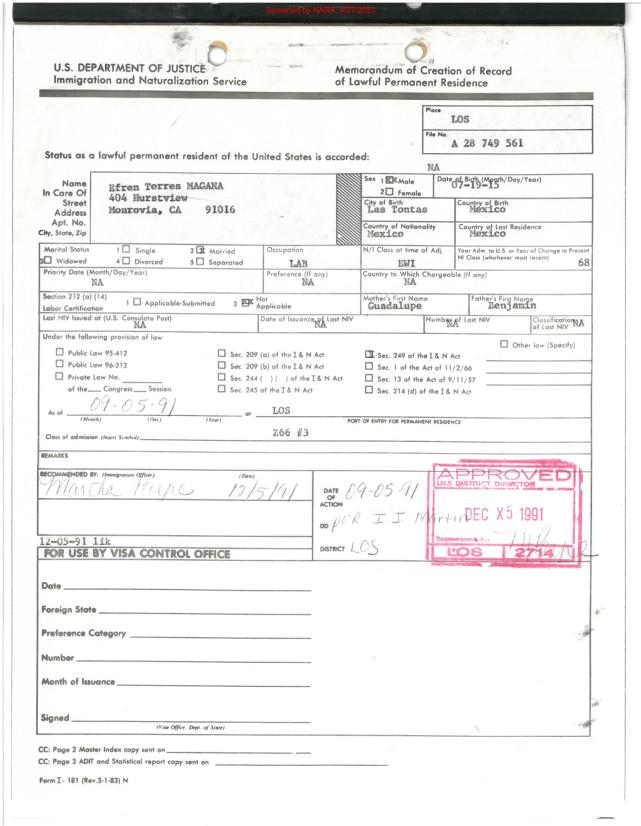 Screened by NARA, 4/27/2023
U.S. DEPARTMENT OF JUSTICE
Immigration and Naturalization Service
Memorandum of Creation of Record
of Lawful Permanent Residence
Place
LOS
File No.
A 28 749 561
Status as a lawful permanent resident of the United States is accorded:
NA
Name
In Care Of
Street
Address
Apt. No.
City, State, Zip
Efren Torres MAGANA
404 Hurstview
Monrovia, CA 91016
Sex 1 Male
2 Female
Date of Birth (Month/Day/Year)
07-19-15
City of Birth
Las Tontas
Country of Birth
Mexico
Country of Nationality
Mexico
Country of Last Residence
Mexico
Marital Status 1 Single 2 X Married
3 Widowed 4 Divorced 5 Separated
Occupation
LAB
N/I Class at time of Adj.
EWI
Year Adm. to U.S. or Year of Change to Present
NI Class (whichever most recent) 68
Priority Date (Month/Day/Year)
NA
Preference (If any)
NA
Country to Which Chargeable (If any)
NA
Section 212 (a) (14)
Labor Certification
1 Applicable-Submitted 3 Not Applicable
Mother's First Name
Guadalupe
Father's First Name
Benjamin
Last NIV Issued at (U.S. Consulate Post)
NA
Date of Issuance of Last NIV
NA
Number of Last NIV
NA
Classification of Last NIV NA
Under the following provision of law
Other law (Specify)
Public Law 95-412
Sec. 209 (a) of the I & N Act
X Sec. 249 of the I & N Act
Public Law 96-212
Sec. 209 (b) of the I & N Act
Sec. 1 of the Act of 11/2/66
Private Law No.
Sec. 244 ( ) ( ) of the I & N Act
Sec. 13 of the Act of 9/11/57
of the Congress Session
Sec. 245 of the I & N Act
Sec. 214 (d) of the I & N Act
As of 09-05-91 at LOS
(Month) (Day) (Year)
PORT OF ENTRY FOR PERMANENT RESIDENCE
Class of admission (Insert Symbol) Z66 #3
REMARKS
RECOMMENDED BY: (Immigration Officer) (Date)
Martha 12/5/91
DATE OF ACTION 09-05-91
DD per I I Martin
DISTRICT LOS
APPROVED
I.N.S DISTRICT DIRECTOR
DEC X5 1991
LOS 2714
12-05-91 lik
FOR USE BY VISA CONTROL OFFICE
Date
Foreign State
Preference Category
Number
Month of Issuance
Signed
(Visa Office, Dept. of State)
CC: Page 2 Master Index copy sent on
CC: Page 3 ADIT and Statistical report copy sent on
Form I-181 (Rev.3-1-83) N